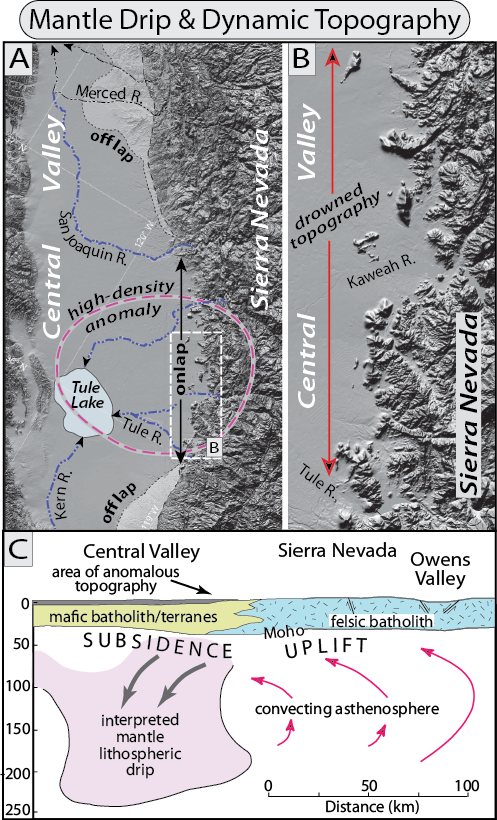 Mantle Drip & Dynamic Topography
A
Merced R.
offlap
Valley
Sierra Nevada
San Joaquin R.
120° W
Central
high-density
anomaly
onlap
Tule
Lake
Tule R.
B
Kern R.
offlap
B
Valley
drowned
topography
Kaweah R.
Central
Sierra Nevada
Tule R.
C
Central Valley
Sierra Nevada
Owens
Valley
area of anomalous
topography
0
mafic batholith/terranes
felsic batholith
Moho
50
SUBSIDENCE
UPLIFT
100
interpreted
mantle
lithospheric
drip
convecting asthenosphere
150
200
250
0
50
100
Distance (km)